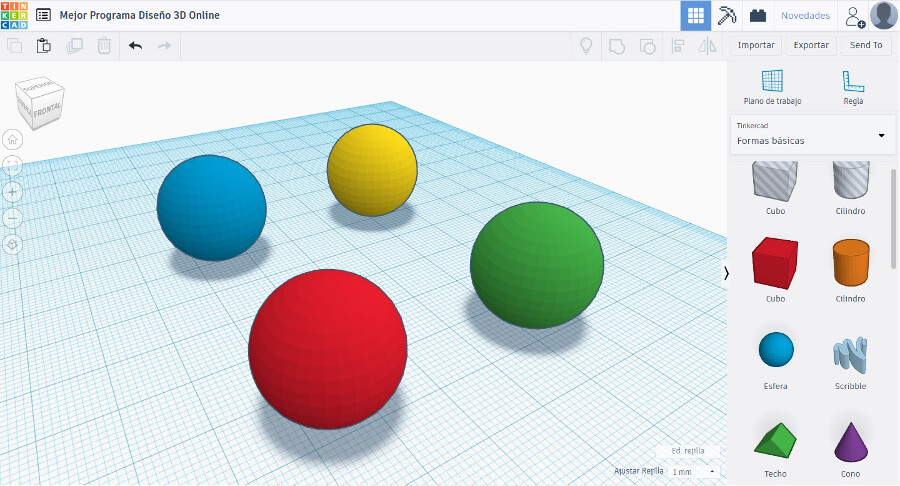 TIN
KER
CAD
Mejor Programa Diseño 3D Online
Novedades
Importar
Exportar
Send To
SUPERIOR
FRONTAL
Plano de trabajo
Regla
Tinkercad
Formas básicas
Cubo
Cilindro
Cubo
Cilindro
Esfera
Scribble
Techo
Cono
Ed. rejilla
Ajustar Rejilla
1 mm